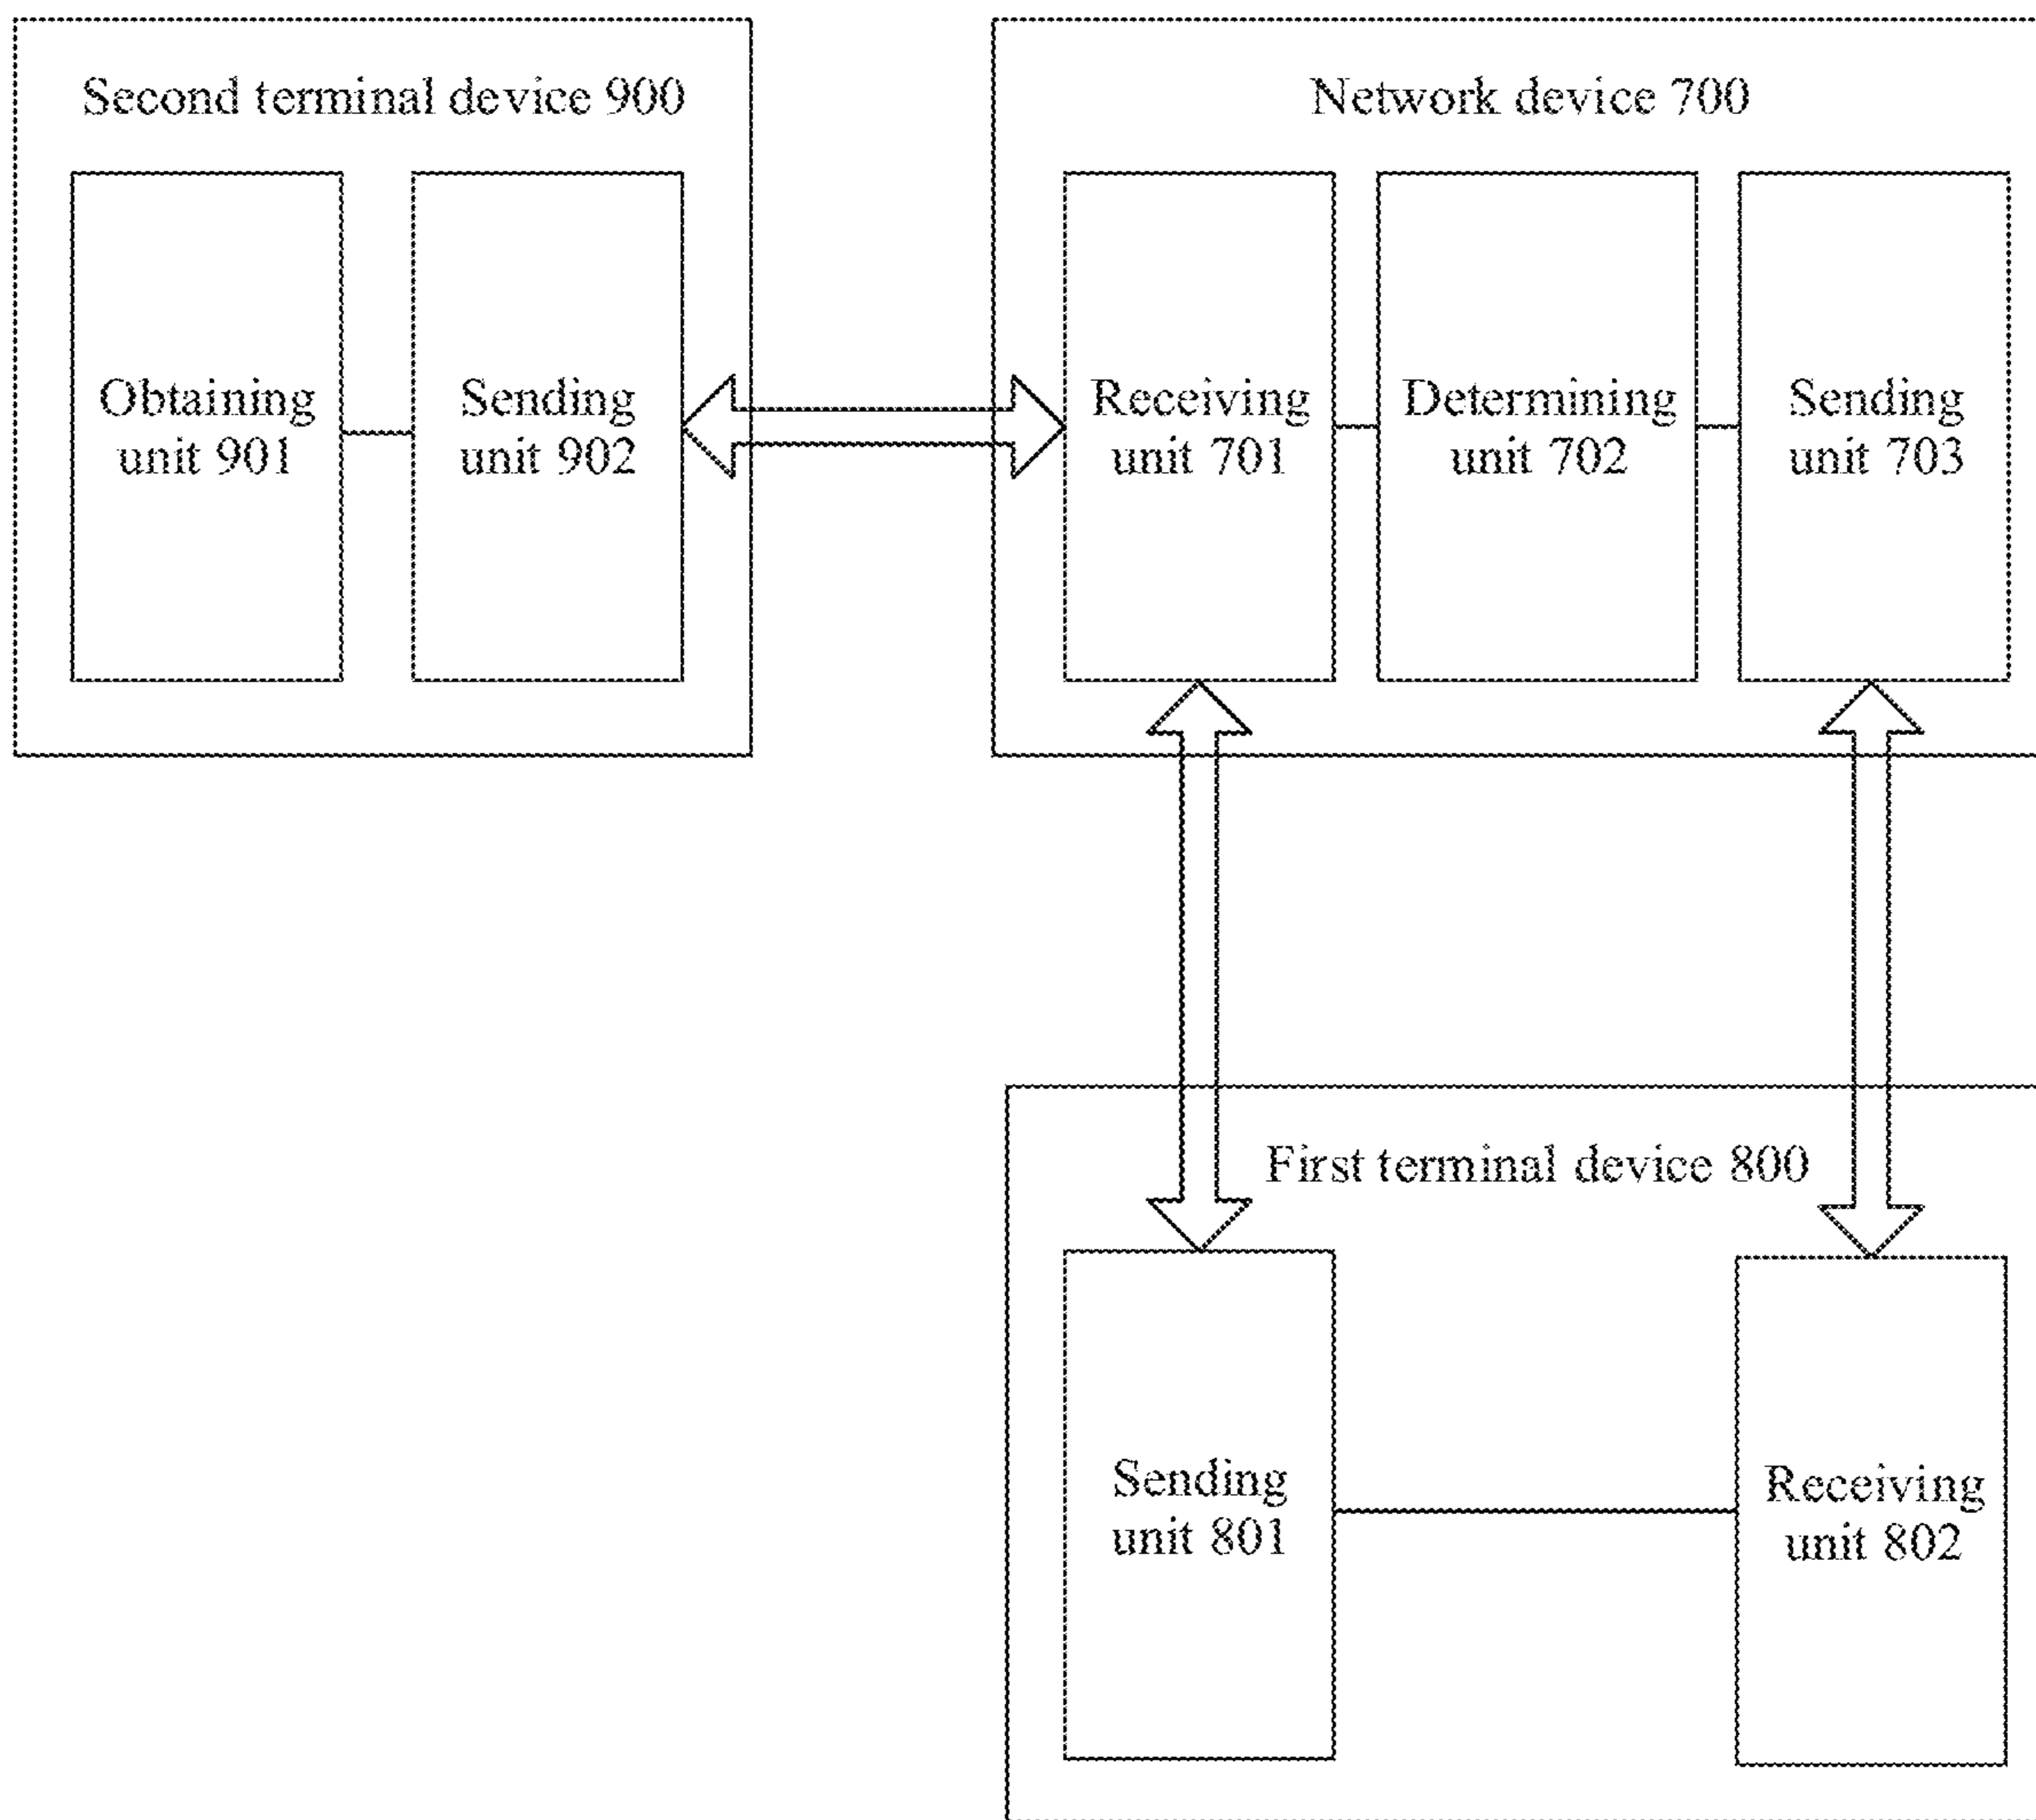 Second terminal device 900
Obtaining
unit 901
Sending
unit 902
Network device 700
Receiving
unit 701
Determining
unit 702
Sending
unit 703
First terminal device 800
Sending
unit 801
Receiving
unit 802